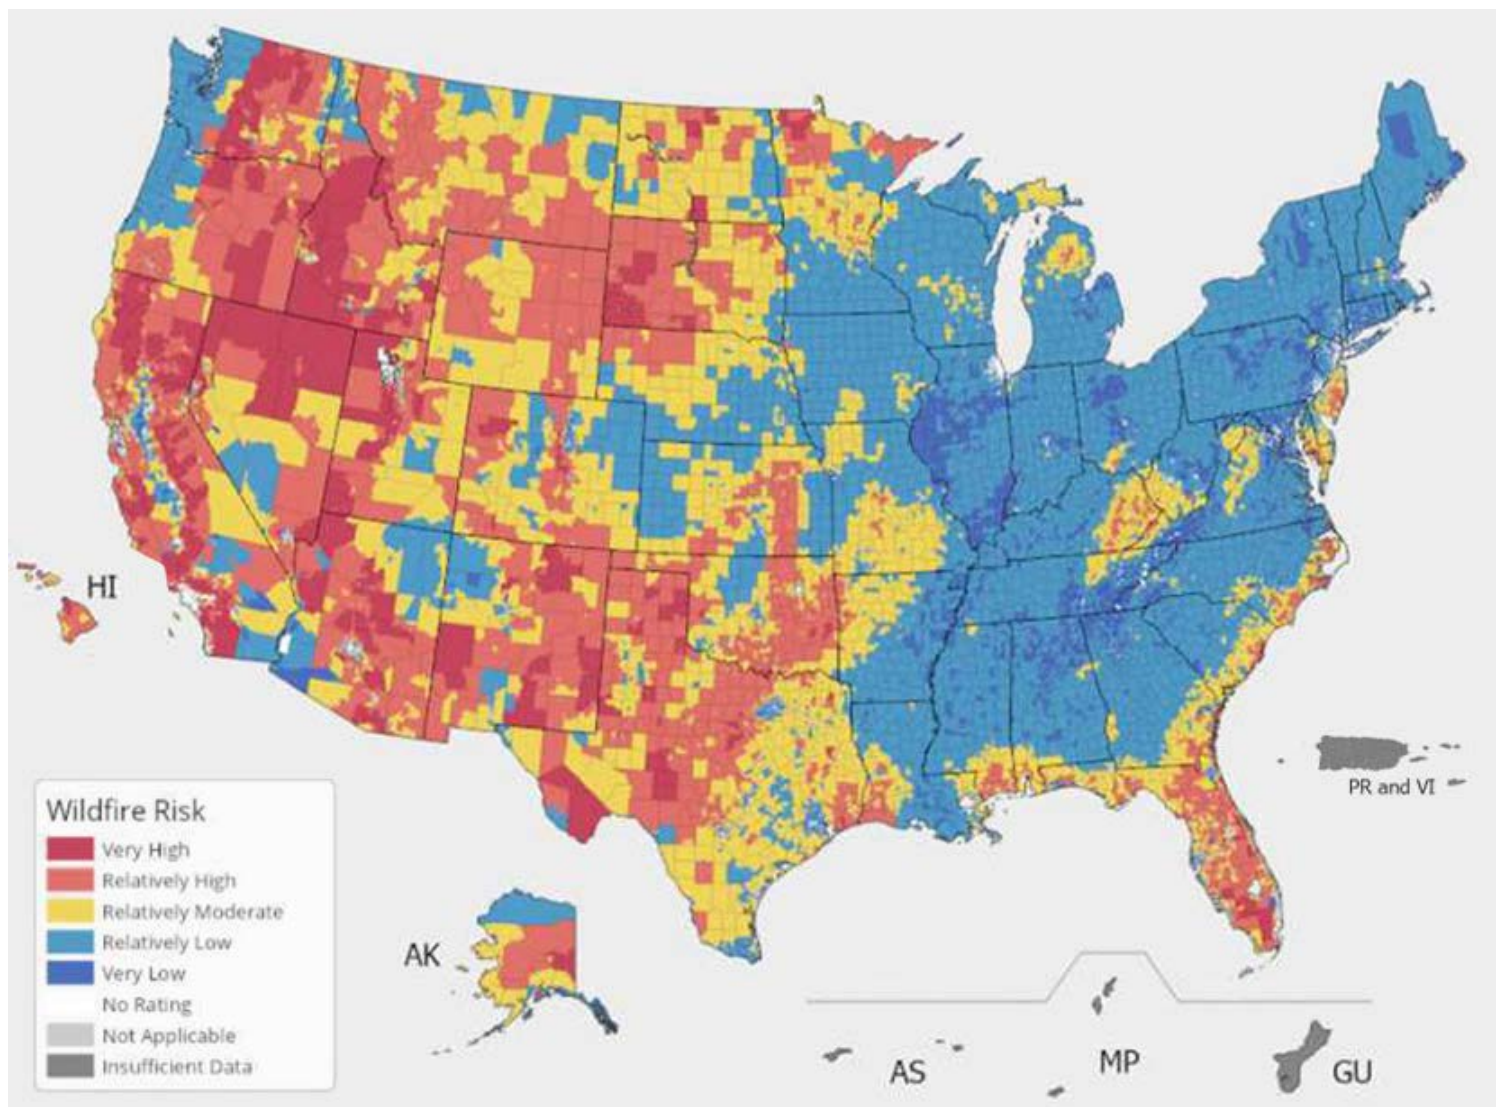 HI
PR and VI
Wildfire Risk
Very High
Relatively High
Relatively Moderate
Relatively Low
Very Low
No Rating
Not Applicable
Insufficient Data
AK
AS
MP
GU